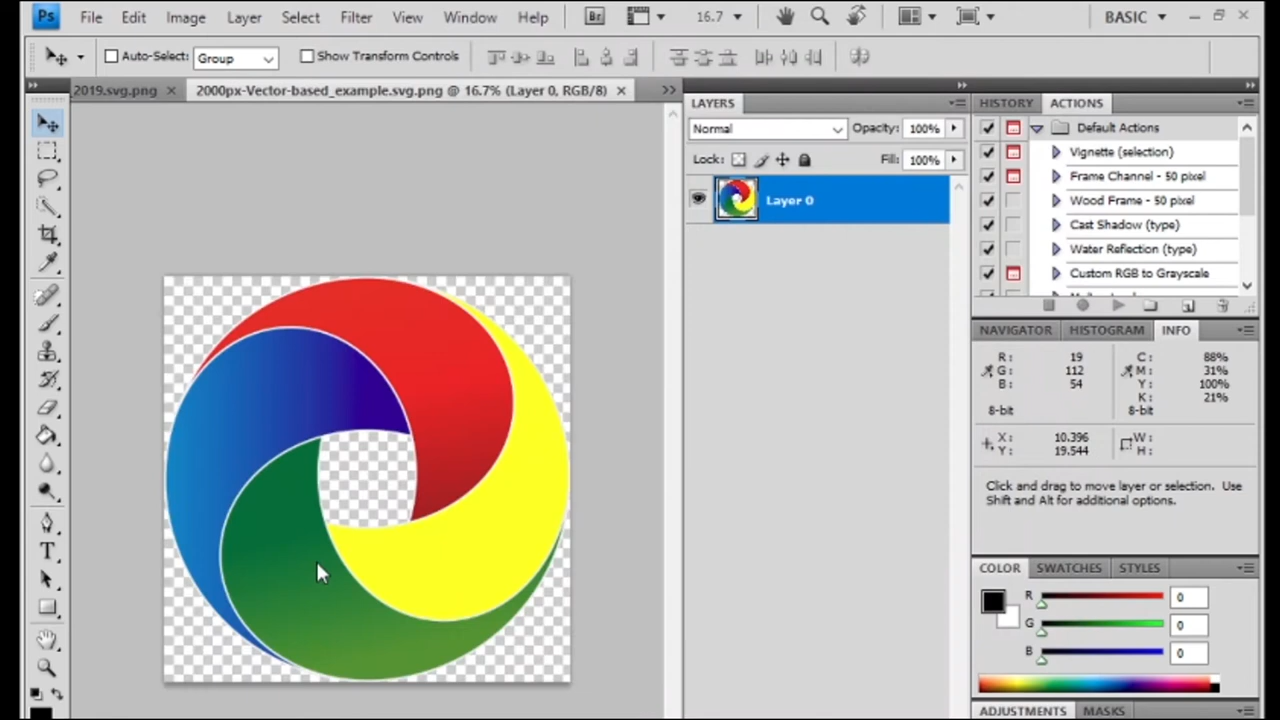 Ps File Edit Image Layer Select Filter View Window Help Br 16.7 BASIC
Auto-Select: Group Show Transform Controls
_2019.svg.png 2000px-Vector-based_example.svg.png @ 16.7% (Layer 0, RGB/8)
LAYERS
Normal Opacity: 100%
Lock: Fill: 100%
Layer 0
HISTORY ACTIONS
Default Actions
Vignette (selection)
Frame Channel - 50 pixel
Wood Frame - 50 pixel
Cast Shadow (type)
Water Reflection (type)
Custom RGB to Grayscale
NAVIGATOR HISTOGRAM INFO
R: 19 C: 88%
G: 112 M: 31%
B: 54 Y: 100%
K: 21%
8-bit 8-bit
X: 10.396 W:
Y: 19.544 H:
Click and drag to move layer or selection. Use
Shift and Alt for additional options.
COLOR SWATCHES STYLES
R 0
G 0
B 0
ADJUSTMENTS MASKS
T